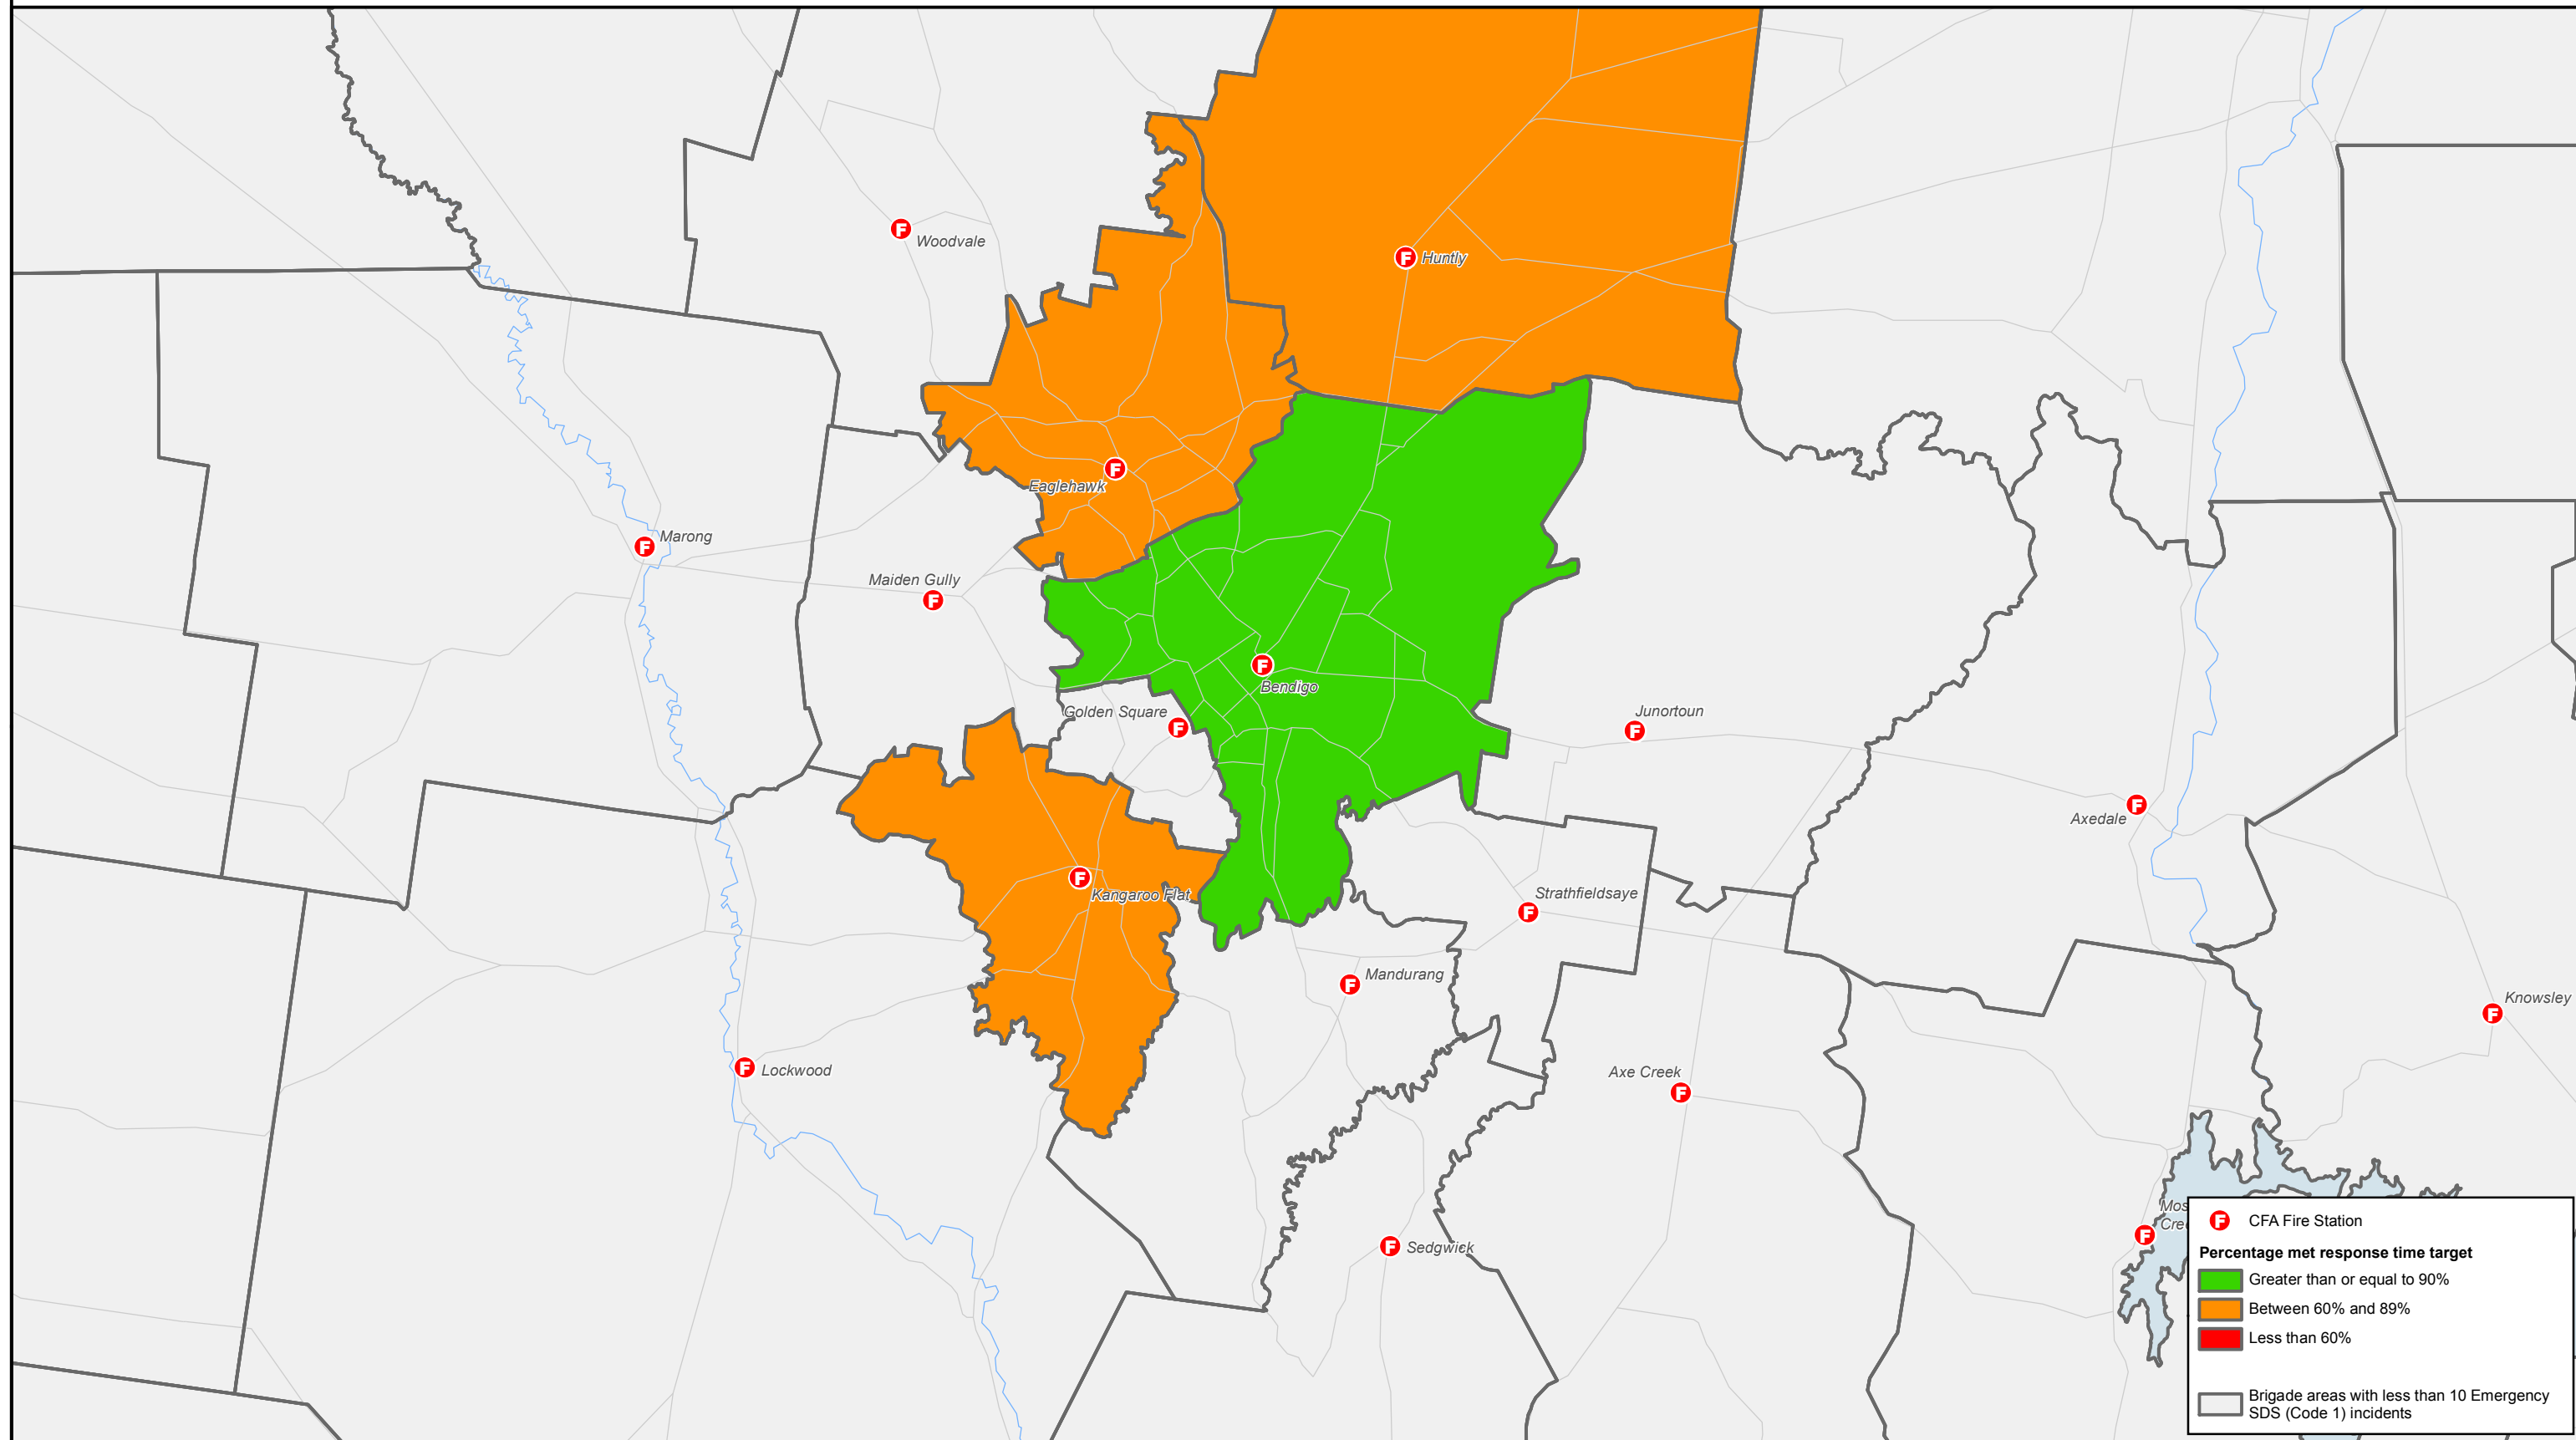 Woodvale
Huntly
Eaglehawk
Marong
Maiden Gully
Bendigo
Golden Square
Junortoun
Axedale
Kangaroo Flat
Strathfieldsaye
Mandurang
Knowsley
Lockwood
Axe Creek
Sedgwick
CFA Fire Station
Percentage met response time target
Greater than or equal to 90%
Between 60% and 89%
Less than 60%
Brigade areas with less than 10 Emergency
SDS (Code 1) incidents